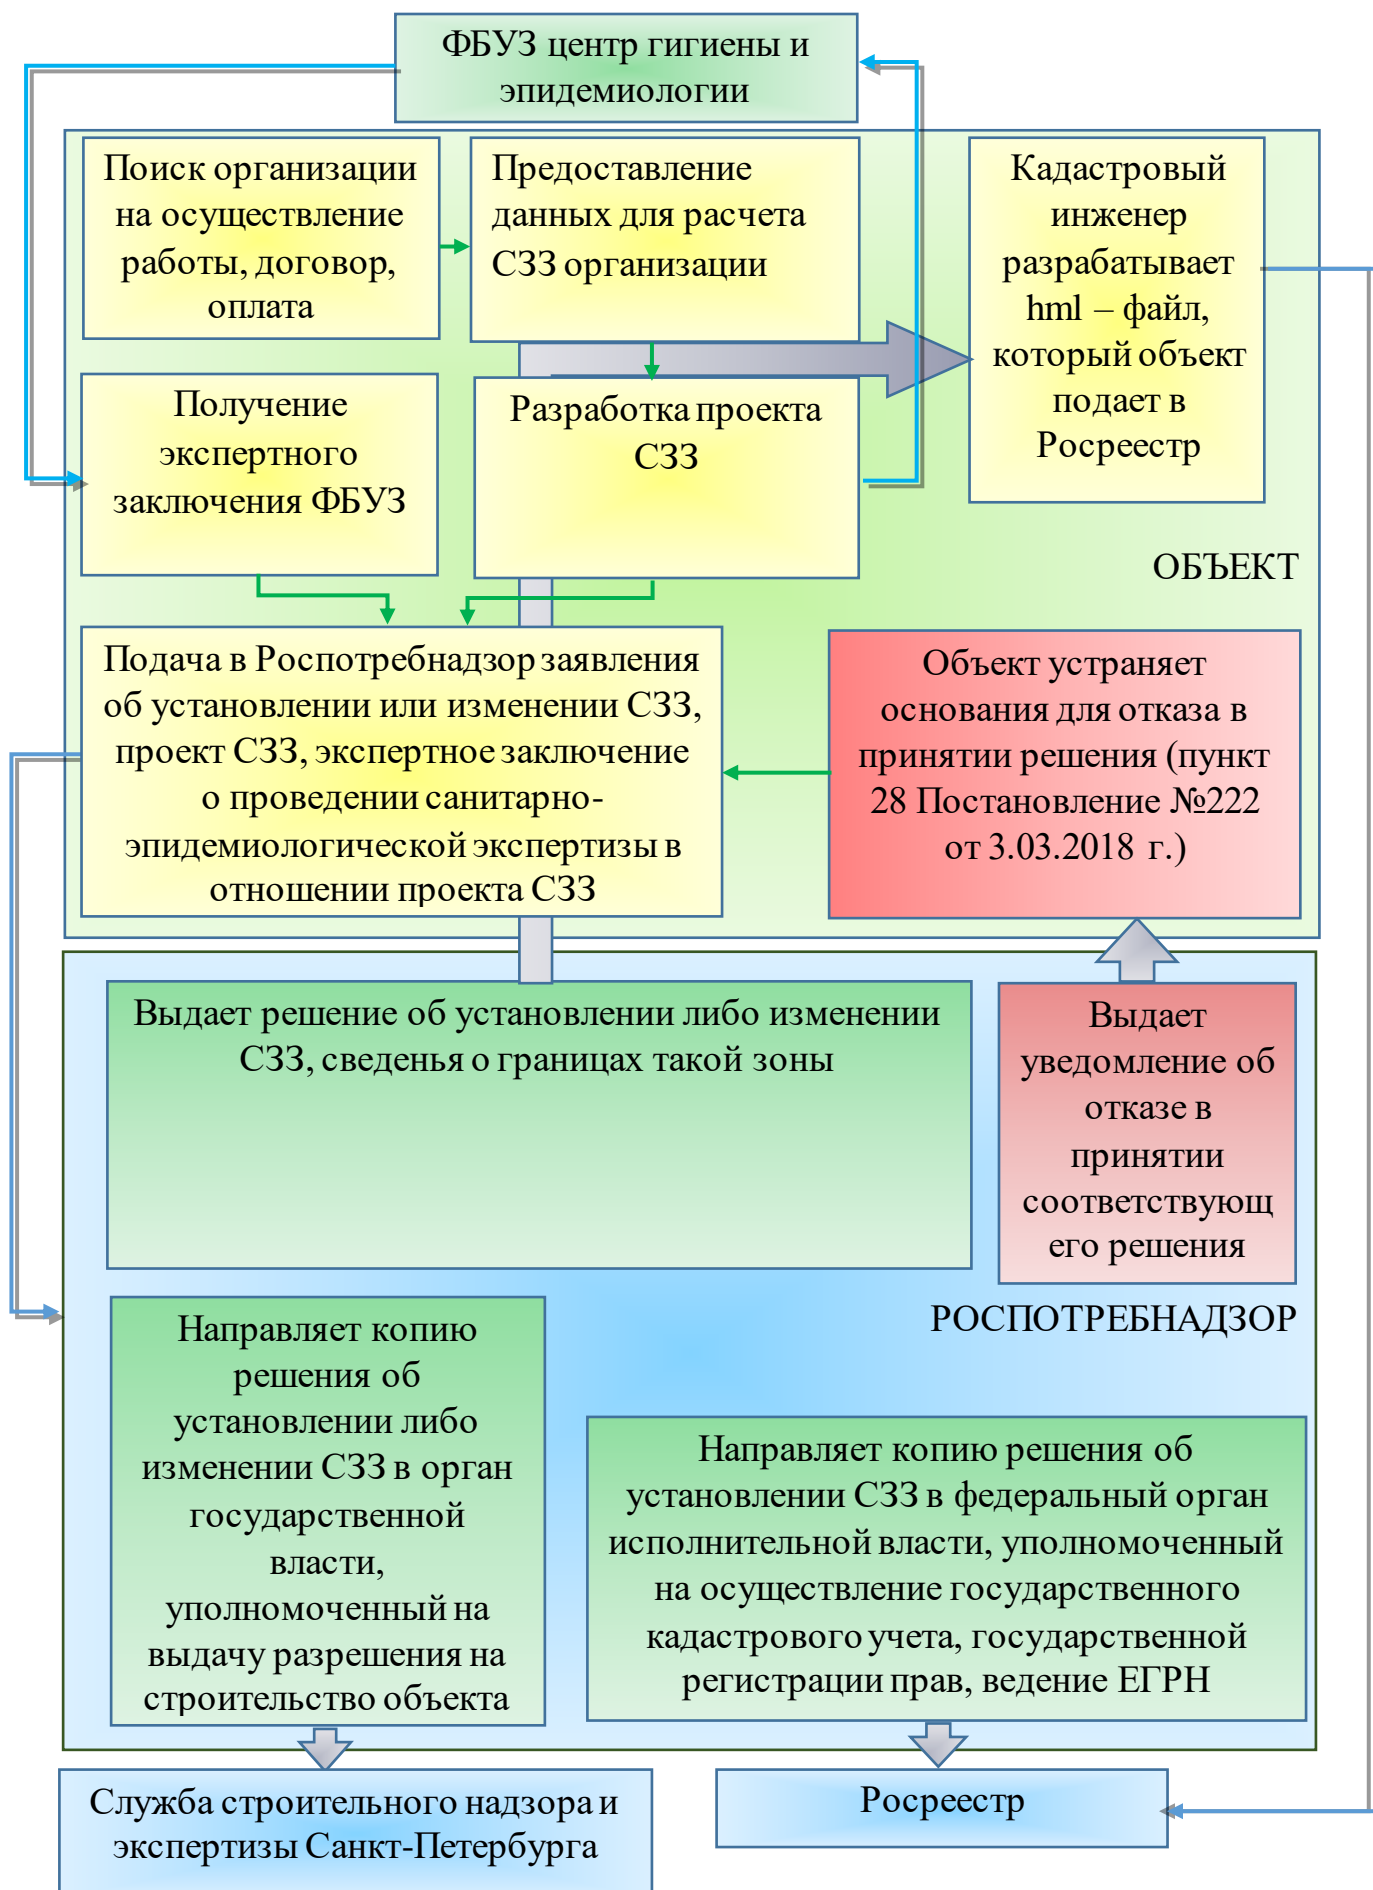 ФБУЗ центр гигиены и
эпидемиологии
Поиск организации
на осуществление
работы, договор,
оплата
Предоставление
данных для расчета
СЗЗ организации
Кадастровый
инженер
разрабатывает
hml – файл,
который объект
подает в
Росреестр
Получение
экспертного
заключения ФБУЗ
Разработка проекта
СЗЗ
ОБЪЕКТ
Подача в Роспотребнадзор заявления
об установлении или изменении СЗЗ,
проект СЗЗ, экспертное заключение
о проведении санитарно-
эпидемиологической экспертизы в
отношении проекта СЗЗ
Объект устраняет
основания для отказа в
принятии решения (пункт
28 Постановление №222
от 3.03.2018 г.)
Выдает решение об установлении либо изменении
СЗЗ, сведенья о границах такой зоны
Выдает
уведомление об
отказе в
принятии
соответствующ
его решения
РОСПОТРЕБНАДЗОР
Направляет копию
решения об
установлении либо
изменении СЗЗ в орган
государственной
власти,
уполномоченный на
выдачу разрешения на
строительство объекта
Направляет копию решения об
установлении СЗЗ в федеральный орган
исполнительной власти, уполномоченный
на осуществление государственного
кадастрового учета, государственной
регистрации прав, ведение ЕГРН
Служба строительного надзора и
экспертизы Санкт-Петербурга
Росреестр